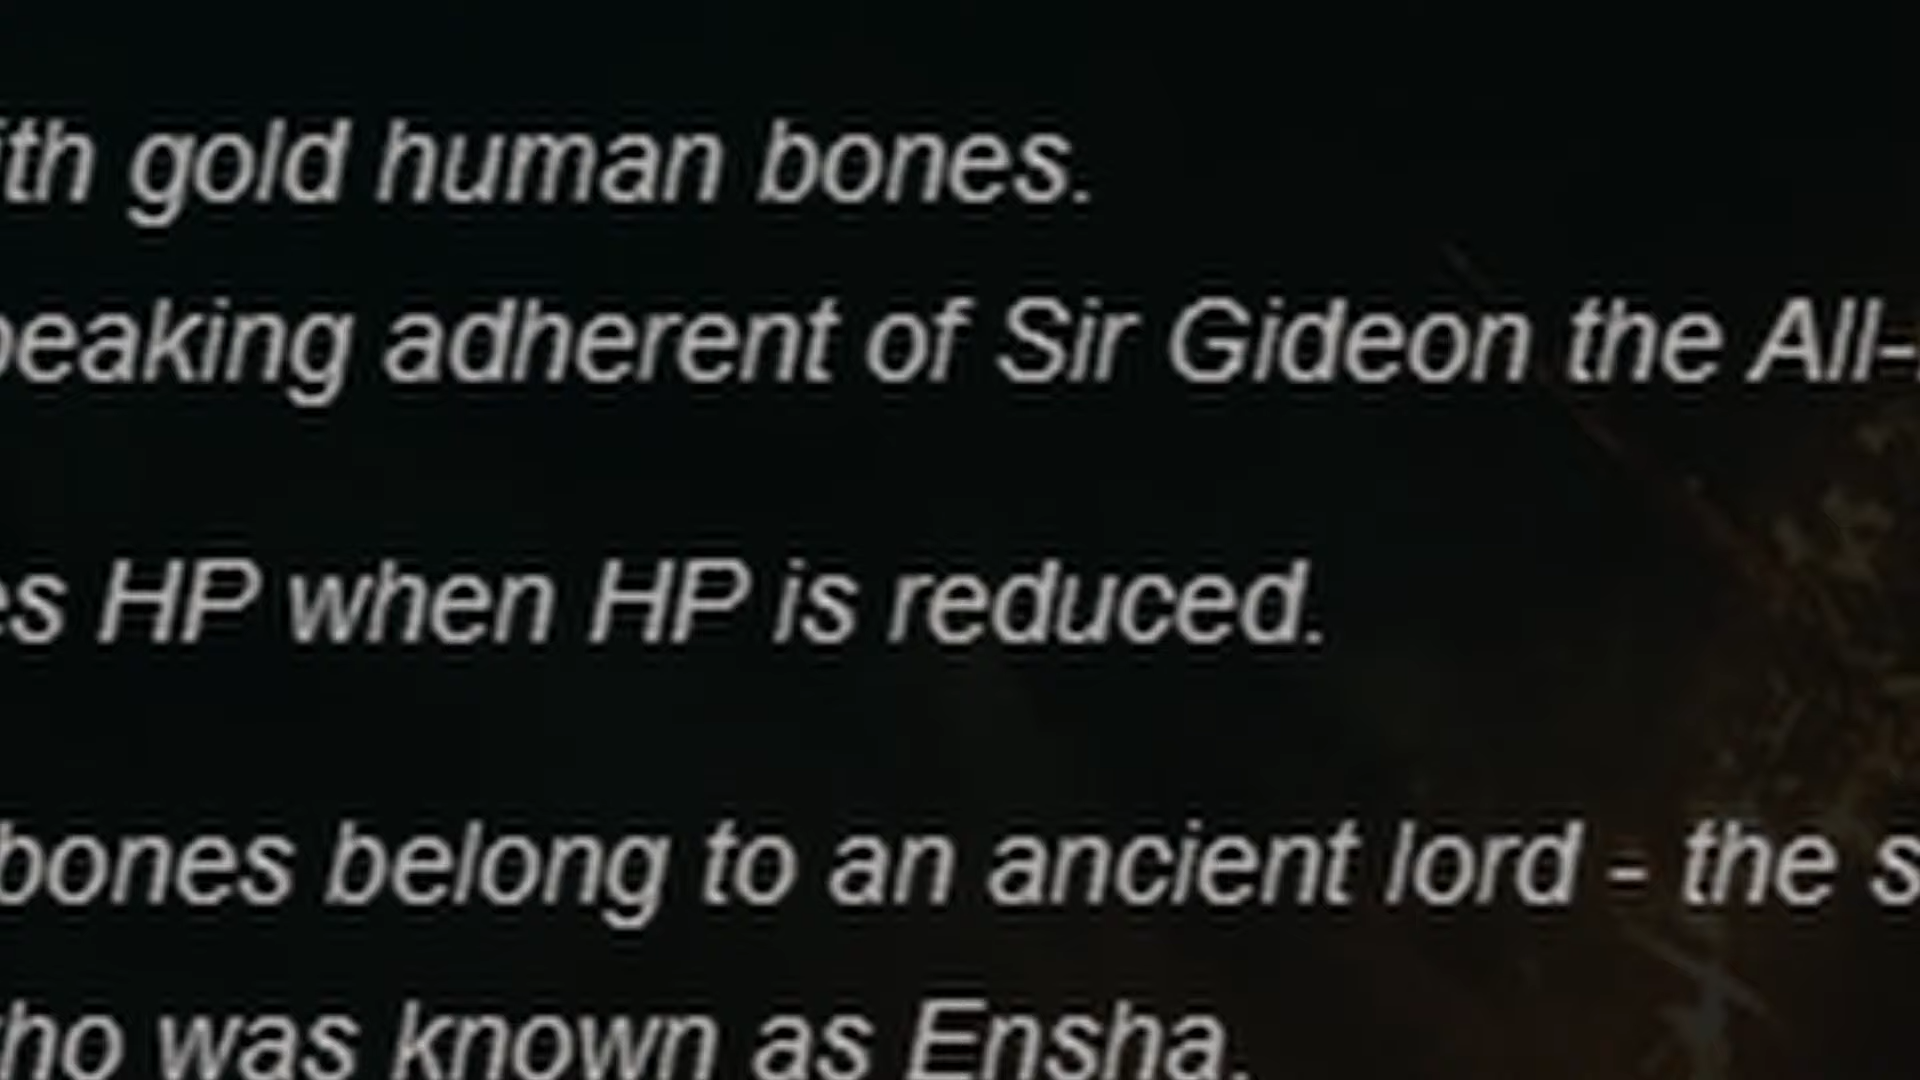 ith gold human bones.
peaking adherent of Sir Gideon the All-
es HP when HP is reduced.
bones belong to an ancient lord - the s
ho was known as Ensha.